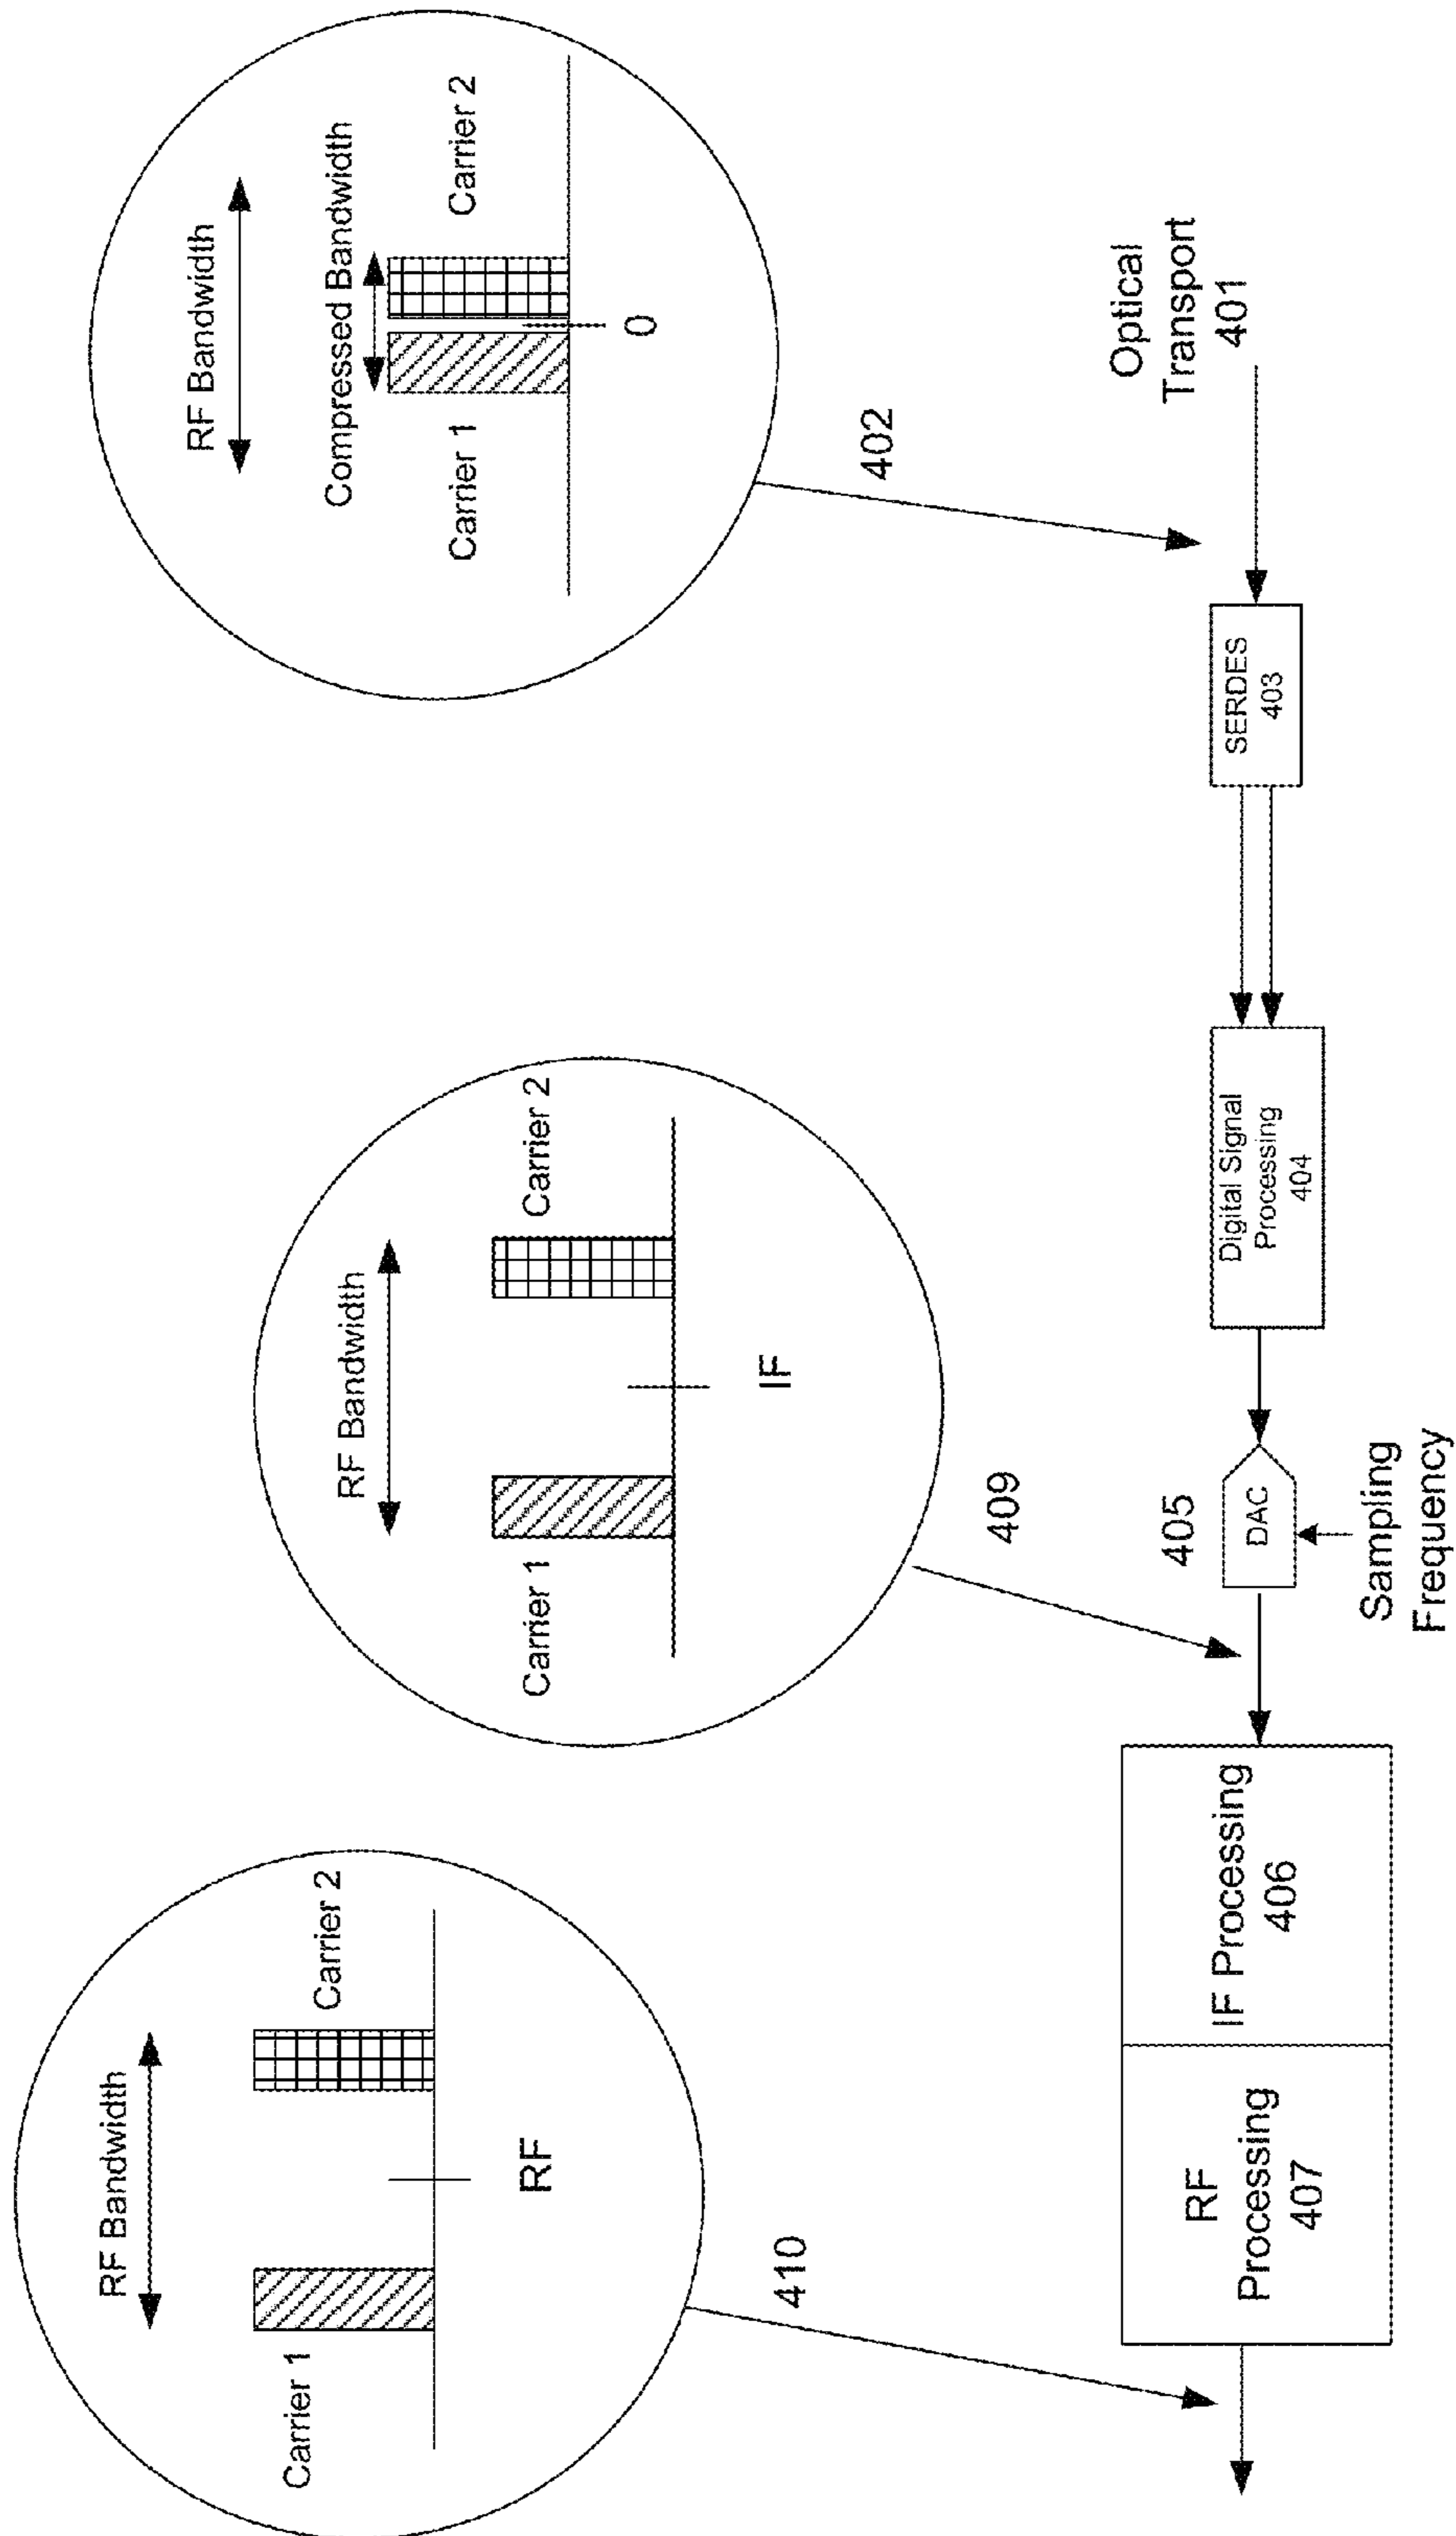 RF Bandwidth
Carrier 1
Carrier 2
RF
410
RF Bandwidth
Carrier 1
Carrier 2
IF
409
RF Bandwidth
Compressed Bandwidth
Carrier 1
Carrier 2
0
402
RF
Processing
407
IF Processing
406
405
DAC
Sampling
Frequency
Digital Signal
Processing
404
SERDES
403
Optical
Transport
401